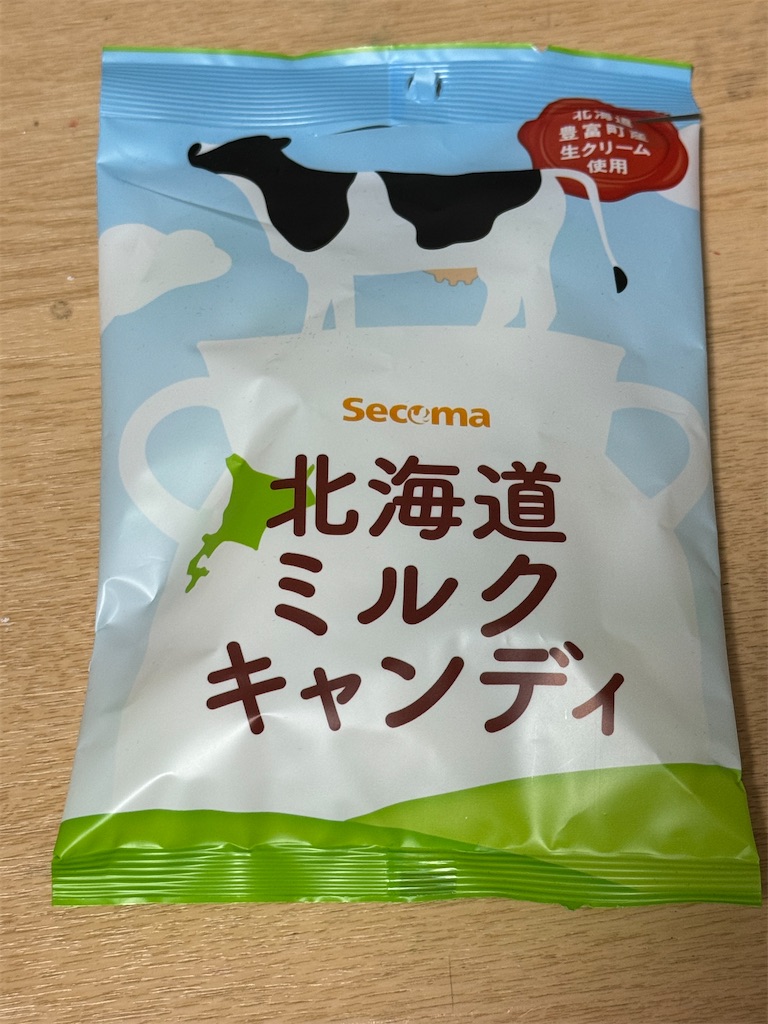 北海道
豊富町産
生クリーム
使用
Secoma
北海道
ミルク
キャンディ